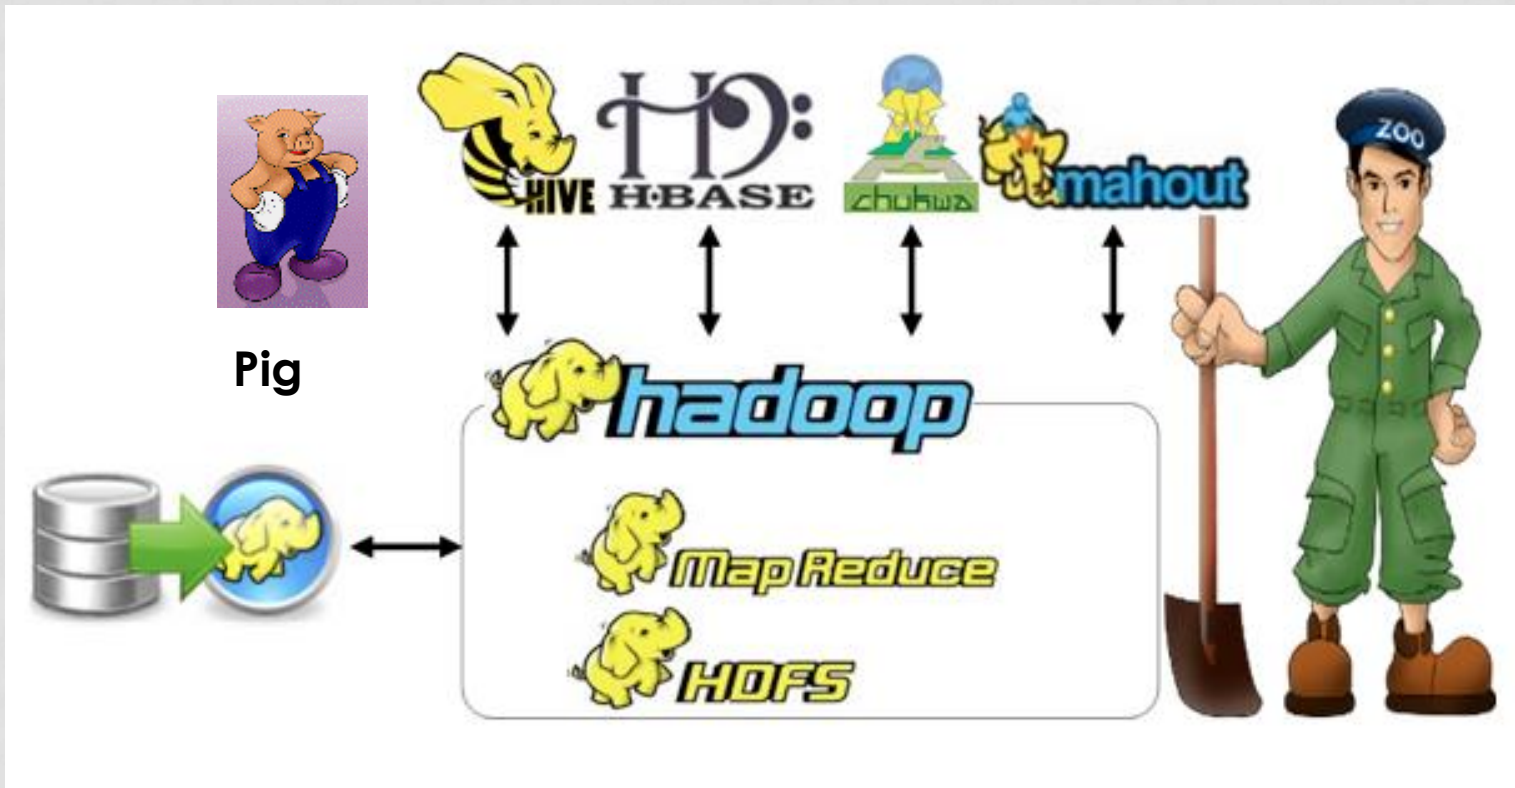 HIVE
H·BASE
chukwa
mahout
ZOO
Pig
hadoop
Map Reduce
HDFS